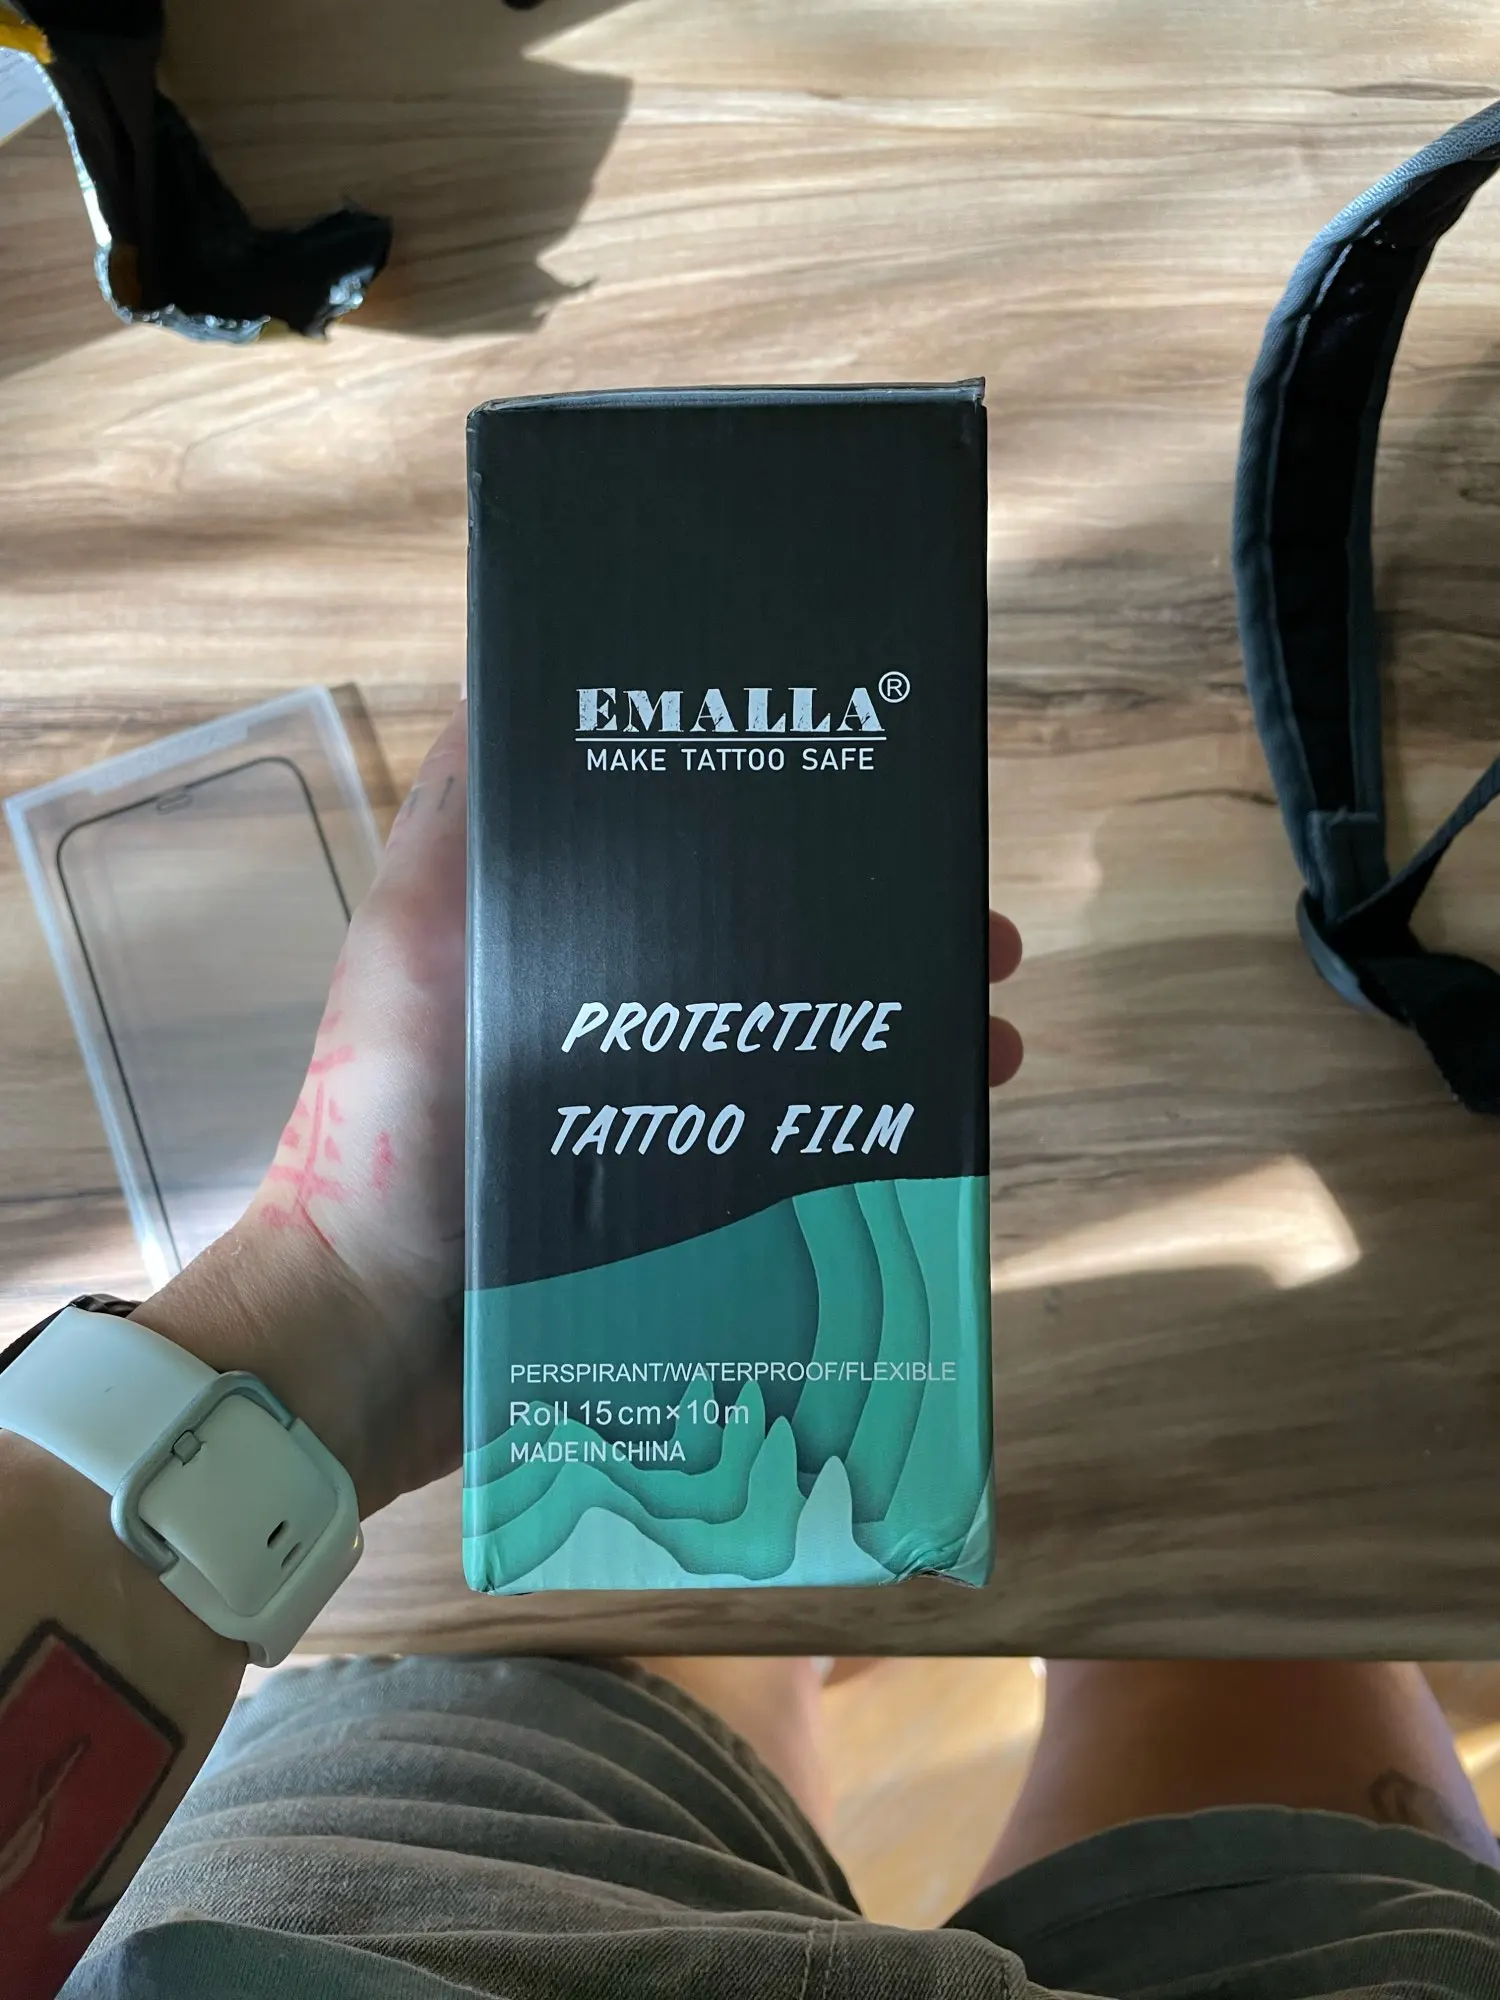 EMALLA®
MAKE TATTOO SAFE
PROTECTIVE
TATTOO FILM
PERSPIRANT/WATERPROOF/FLEXIBLE
Roll 15cm×10m
MADE IN CHINA